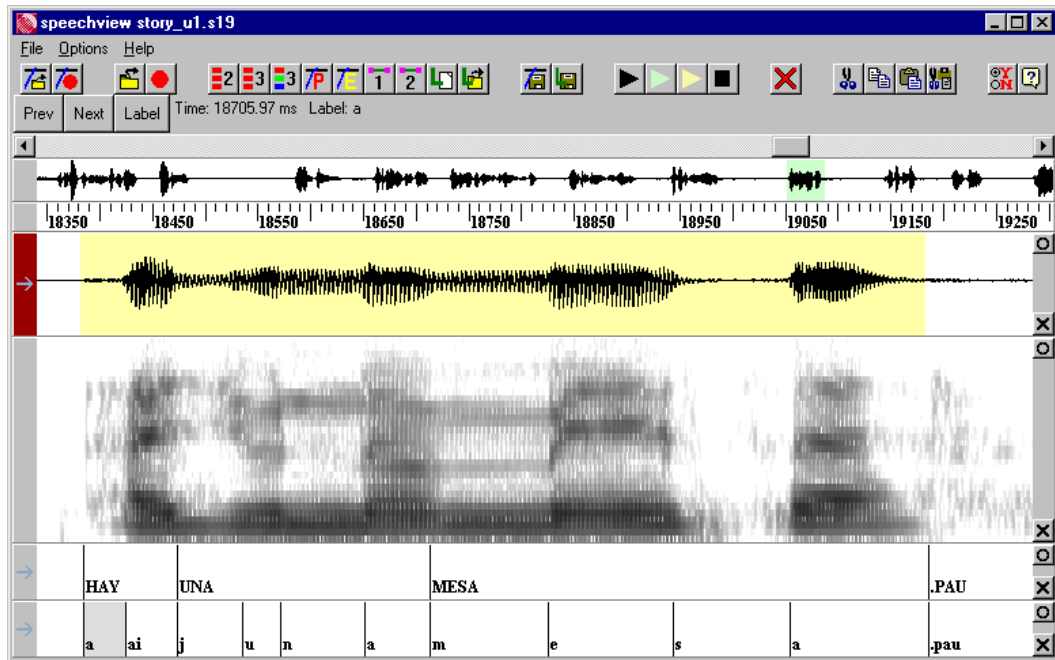 speechview story_u1.s19
File Options Help
2 3 3 P E 1 2
Prev Next Label Time: 18705.97 ms Label: a
18350 18450 18550 18650 18750 18850 18950 19050 19150 19250
HAY UNA MESA .PAU
a ai j u n a m e s a .pau